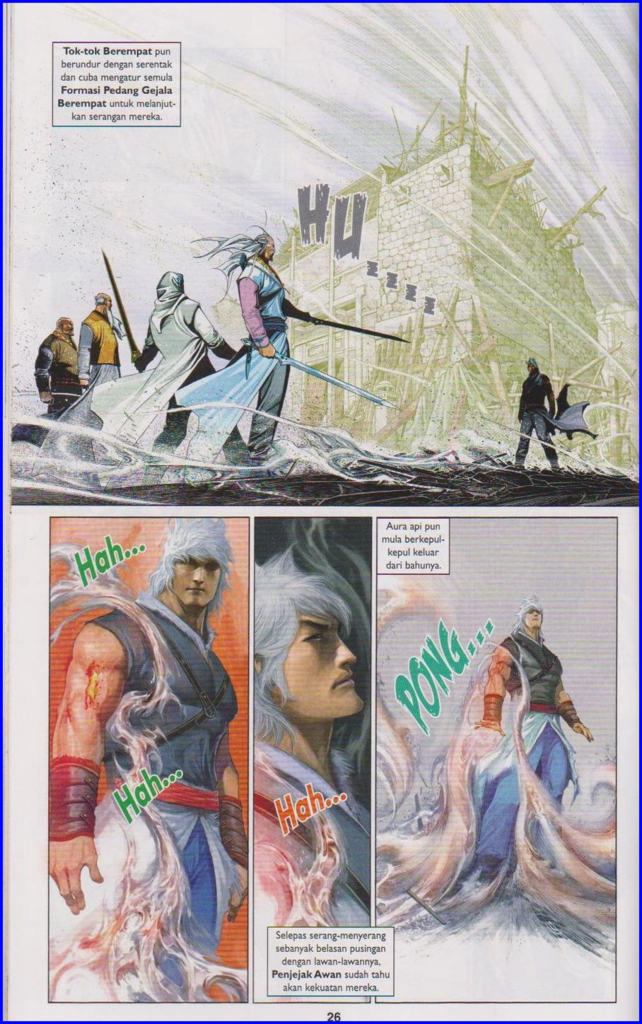 Tok-tok Berempat pun
berundur dengan serentak
dan cuba mengatur semula
Formasi Pedang Gejala
Berempat untuk melanjut-
kan serangan mereka.
HUzzzz
Hah...
Hah...
Hah...
Aura api pun
mula berkepul-
kepul keluar
dari bahunya.
PONG...
Selepas serang-menyerang
sebanyak belasan pusingan
dengan lawan-lawannya,
Penjejak Awan sudah tahu
akan kekuatan mereka.
26